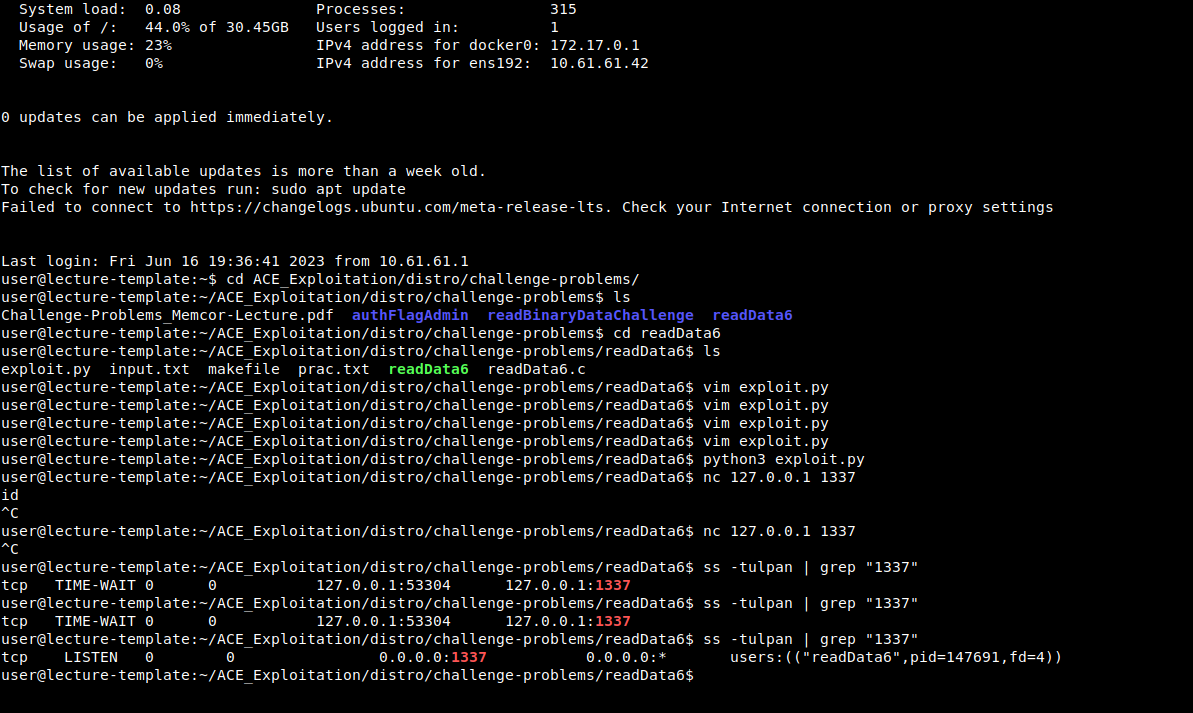 System load:  0.08               Processes:                315
Usage of /:   44.0% of 30.45GB   Users logged in:          1
Memory usage: 23%                IPv4 address for docker0: 172.17.0.1
Swap usage:   0%                 IPv4 address for ens192:  10.61.61.42
0 updates can be applied immediately.
The list of available updates is more than a week old.
To check for new updates run: sudo apt update
Failed to connect to https://changelogs.ubuntu.com/meta-release-lts. Check your Internet connection or proxy settings
Last login: Fri Jun 16 19:36:41 2023 from 10.61.61.1
user@lecture-template:~$ cd ACE_Exploitation/distro/challenge-problems/
user@lecture-template:~/ACE_Exploitation/distro/challenge-problems$ ls
Challenge-Problems_Memcor-Lecture.pdf  authFlagAdmin  readBinaryDataChallenge  readData6
user@lecture-template:~/ACE_Exploitation/distro/challenge-problems$ cd readData6
user@lecture-template:~/ACE_Exploitation/distro/challenge-problems/readData6$ ls
exploit.py  input.txt  makefile  prac.txt  readData6  readData6.c
user@lecture-template:~/ACE_Exploitation/distro/challenge-problems/readData6$ vim exploit.py
user@lecture-template:~/ACE_Exploitation/distro/challenge-problems/readData6$ vim exploit.py
user@lecture-template:~/ACE_Exploitation/distro/challenge-problems/readData6$ vim exploit.py
user@lecture-template:~/ACE_Exploitation/distro/challenge-problems/readData6$ vim exploit.py
user@lecture-template:~/ACE_Exploitation/distro/challenge-problems/readData6$ python3 exploit.py
user@lecture-template:~/ACE_Exploitation/distro/challenge-problems/readData6$ nc 127.0.0.1 1337
id
^C
user@lecture-template:~/ACE_Exploitation/distro/challenge-problems/readData6$ nc 127.0.0.1 1337
^C
user@lecture-template:~/ACE_Exploitation/distro/challenge-problems/readData6$ ss -tulpan | grep "1337"
tcp   TIME-WAIT 0      0           127.0.0.1:53304      127.0.0.1:1337
user@lecture-template:~/ACE_Exploitation/distro/challenge-problems/readData6$ ss -tulpan | grep "1337"
tcp   TIME-WAIT 0      0           127.0.0.1:53304      127.0.0.1:1337
user@lecture-template:~/ACE_Exploitation/distro/challenge-problems/readData6$ ss -tulpan | grep "1337"
tcp    LISTEN   0        0                0.0.0.0:1337           0.0.0.0:*       users:(("readData6",pid=147691,fd=4))
user@lecture-template:~/ACE_Exploitation/distro/challenge-problems/readData6$